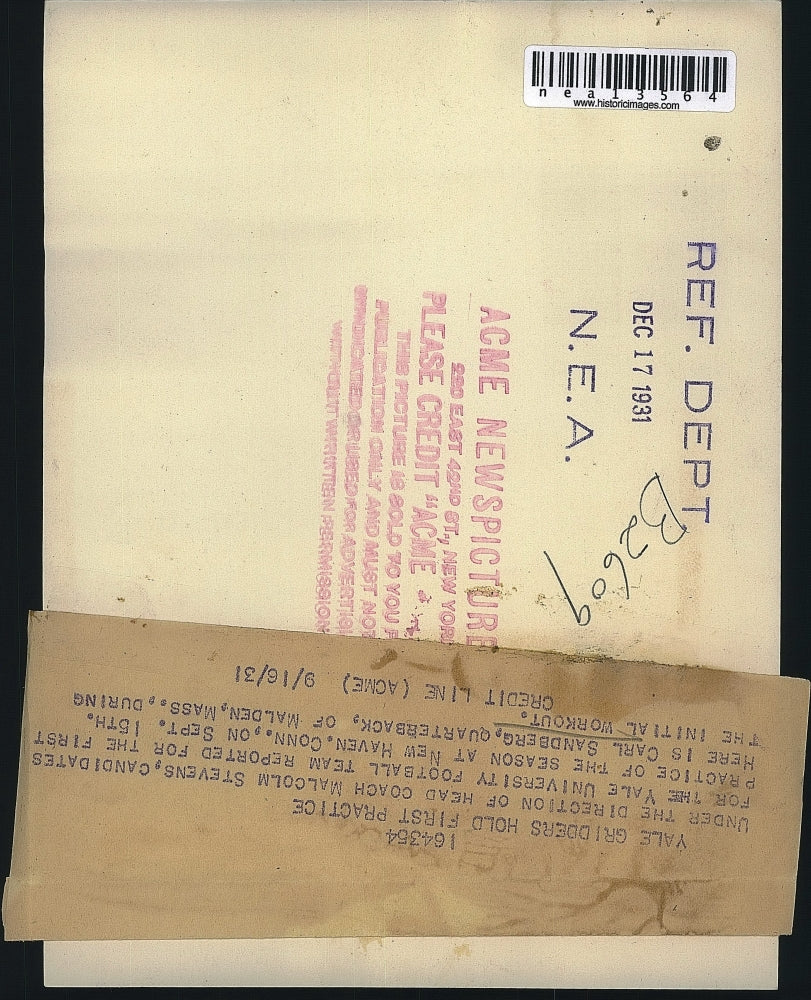 nea13564
www.historicimages.com
REF. DEPT
DEC 17 1931
N.E.A.
B2609
ACME NEWSPICTURE
220 EAST 42ND ST., NEW YORK
PLEASE CREDIT "ACME
THIS PICTURE IS SOLD TO YOU F
PUBLICATION ONLY AND MUST NOT
SYNDICATED OR USED FOR ADVERTISI
WITHOUT WRITTEN PERMISSION
164354
YALE GRIDDERS HOLD FIRST PRACTICE
UNDER THE DIRECTION OF HEAD COACH MALCOLM STEVENS,CANDIDATES
FOR THE YALE UNIVERSITY FOOTBALL TEAM REPORTED FOR THE FIRST
PRACTICE OF THE SEASON AT NEW HAVEN,CONN.,ON SEPT. 15TH.
HERE IS CARL SANDBERG,QUARTERBACK, OF MALDEN,MASS.,DURING
THE INITIAL WORKOUT.
CREDIT LINE (ACME) 9/16/31